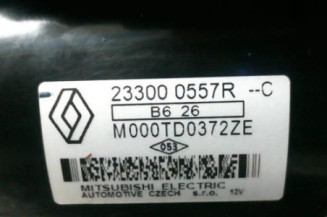 23300 0557R --C
B6 26
M000TD0372ZE
053
MITSUBISHI ELECTRIC
AUTOMOTIVE CZECH s.r.o. 12V